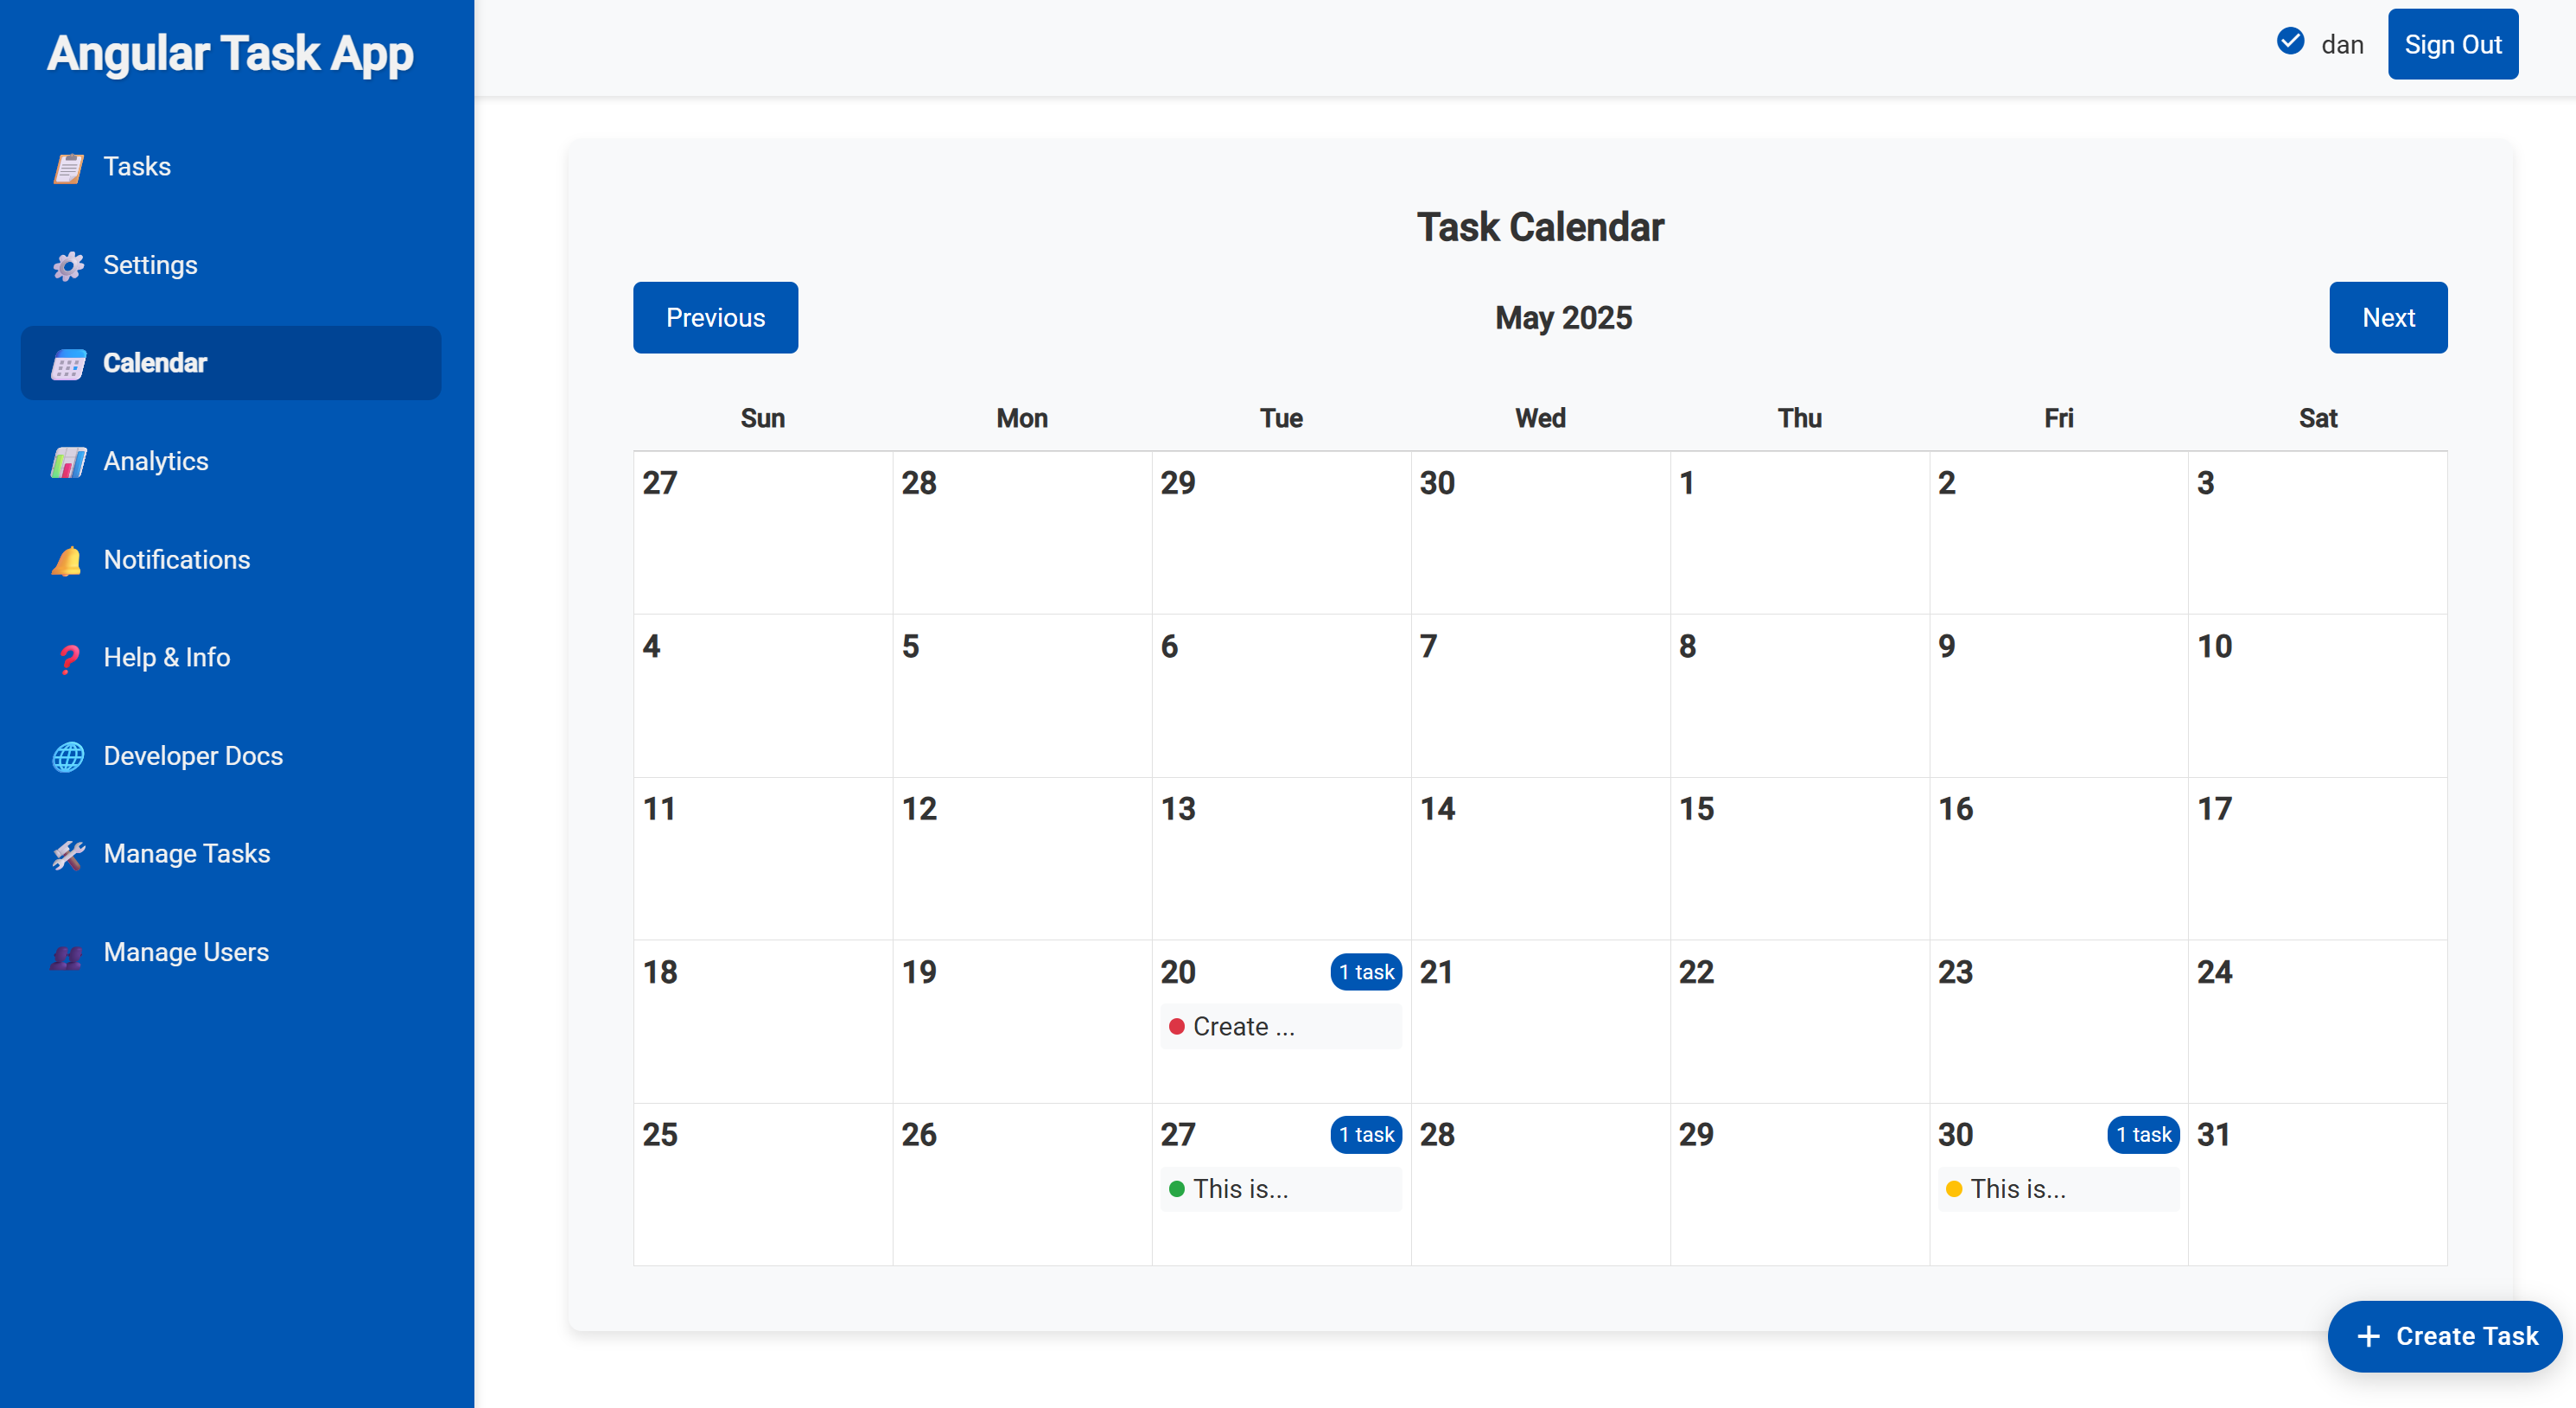 Angular Task App
dan
Sign Out
Tasks
Settings
Calendar
Analytics
Notifications
Help & Info
Developer Docs
Manage Tasks
Manage Users
Task Calendar
Previous
May 2025
Next
Sun Mon Tue Wed Thu Fri Sat
27 28 29 30 1 2 3
4 5 6 7 8 9 10
11 12 13 14 15 16 17
18 19 20 1 task 21 22 23 24
Create ...
25 26 27 1 task 28 29 30 1 task 31
This is... This is...
+ Create Task